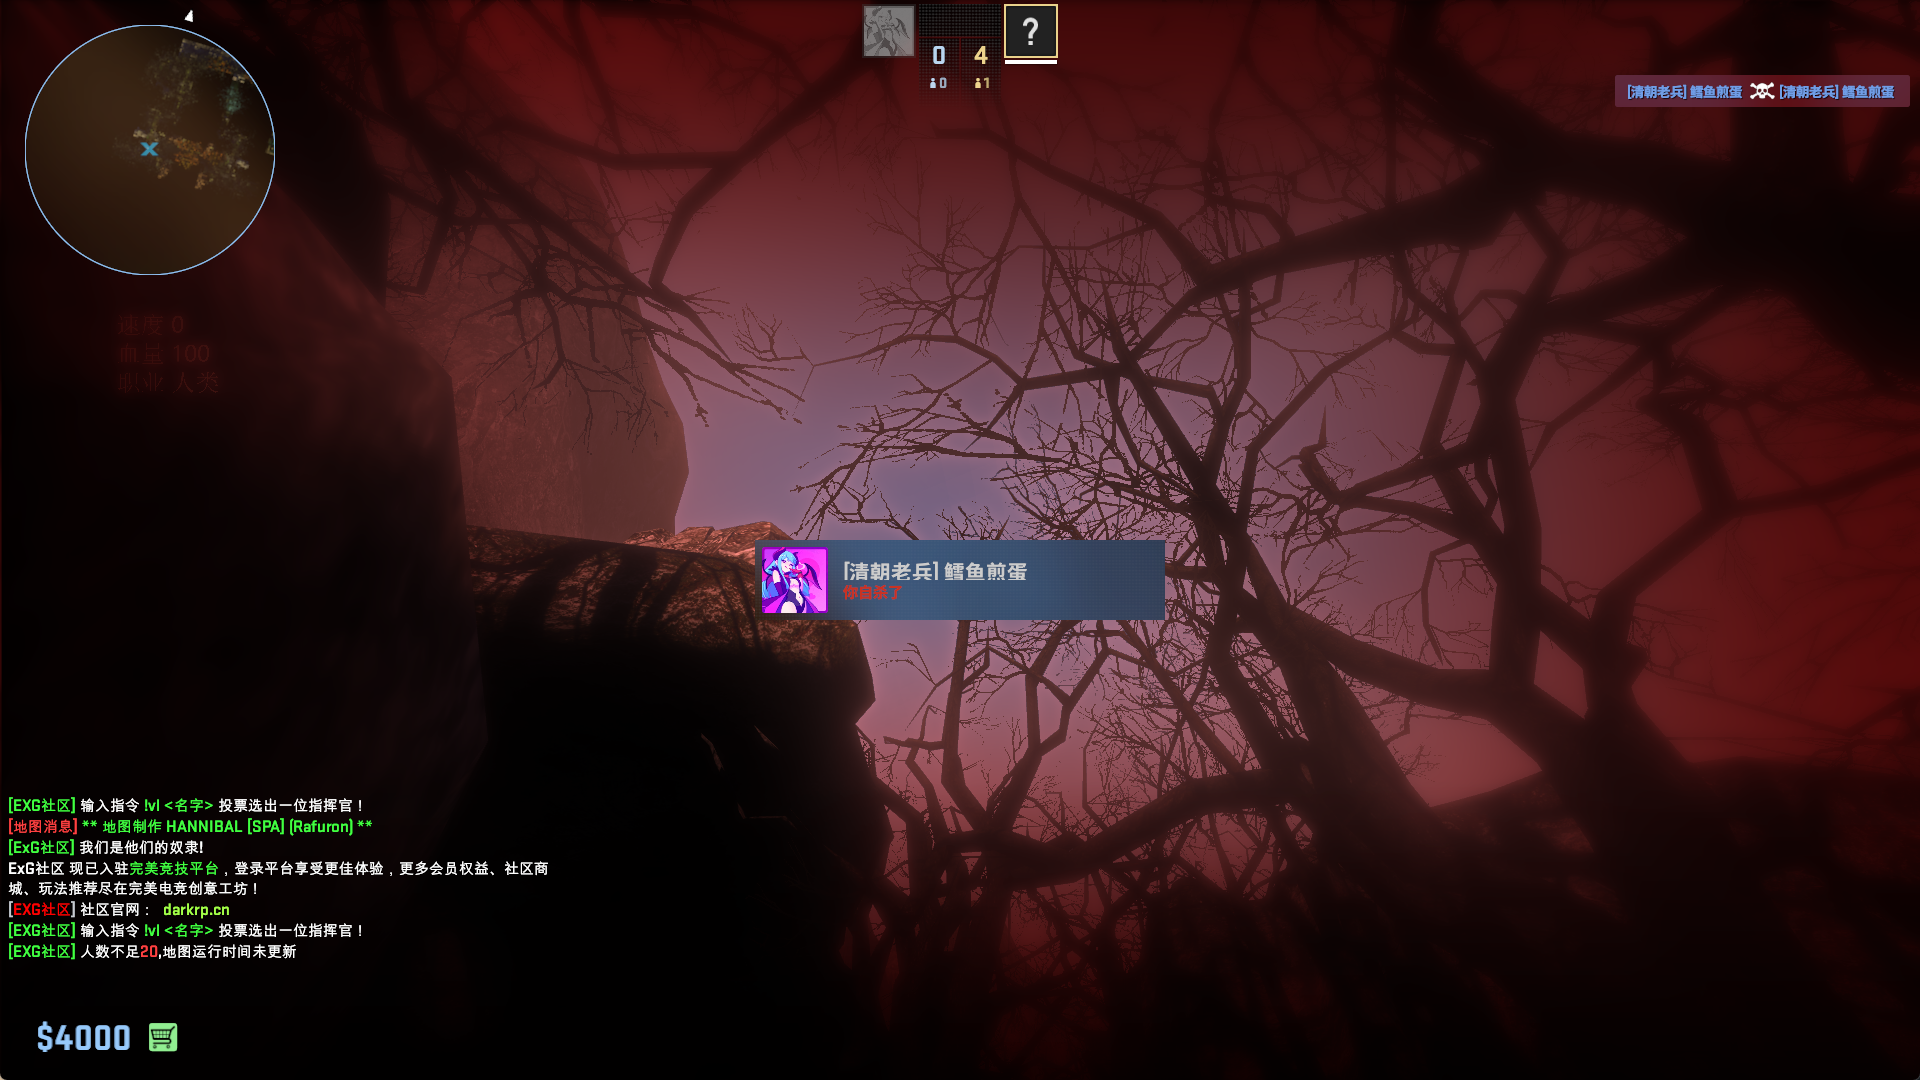 ?
0 4
0 1
[清朝老兵] 鳕鱼煎蛋 [清朝老兵] 鳕鱼煎蛋
速度 0
血量 100
职业 人类
[清朝老兵] 鳕鱼煎蛋
你自杀了
[EXG社区] 输入指令 !vl <名字> 投票选出一位指挥官！
[地图消息] ** 地图制作 HANNIBAL [SPA] (Rafuron) **
[ExG社区] 我们是他们的奴隶!
ExG社区 现已入驻完美竞技平台，登录平台享受更佳体验，更多会员权益、社区商
城、玩法推荐尽在完美电竞创意工坊！
[EXG社区] 社区官网： darkrp.cn
[EXG社区] 输入指令 !vl <名字> 投票选出一位指挥官！
[EXG社区] 人数不足20,地图运行时间未更新
$4000